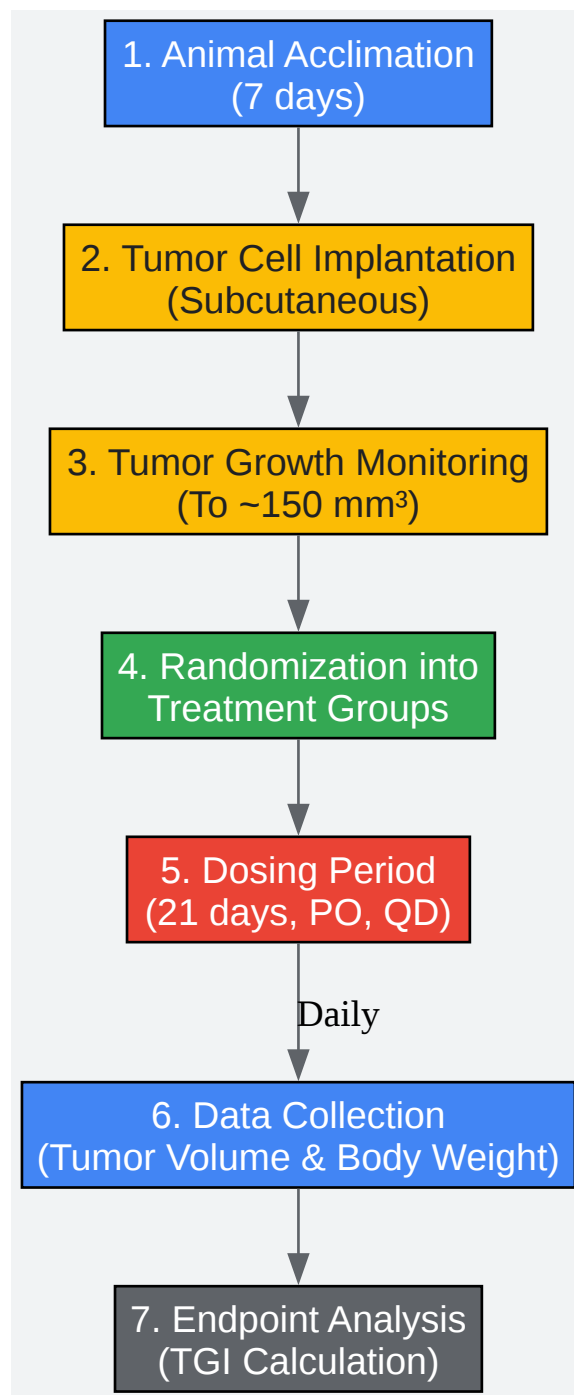 1. Animal Acclimation
(7 days)
2. Tumor Cell Implantation
(Subcutaneous)
3. Tumor Growth Monitoring
(To ~150 mm³)
4. Randomization into
Treatment Groups
5. Dosing Period
(21 days, PO, QD)
Daily
6. Data Collection
(Tumor Volume & Body Weight)
7. Endpoint Analysis
(TGI Calculation)